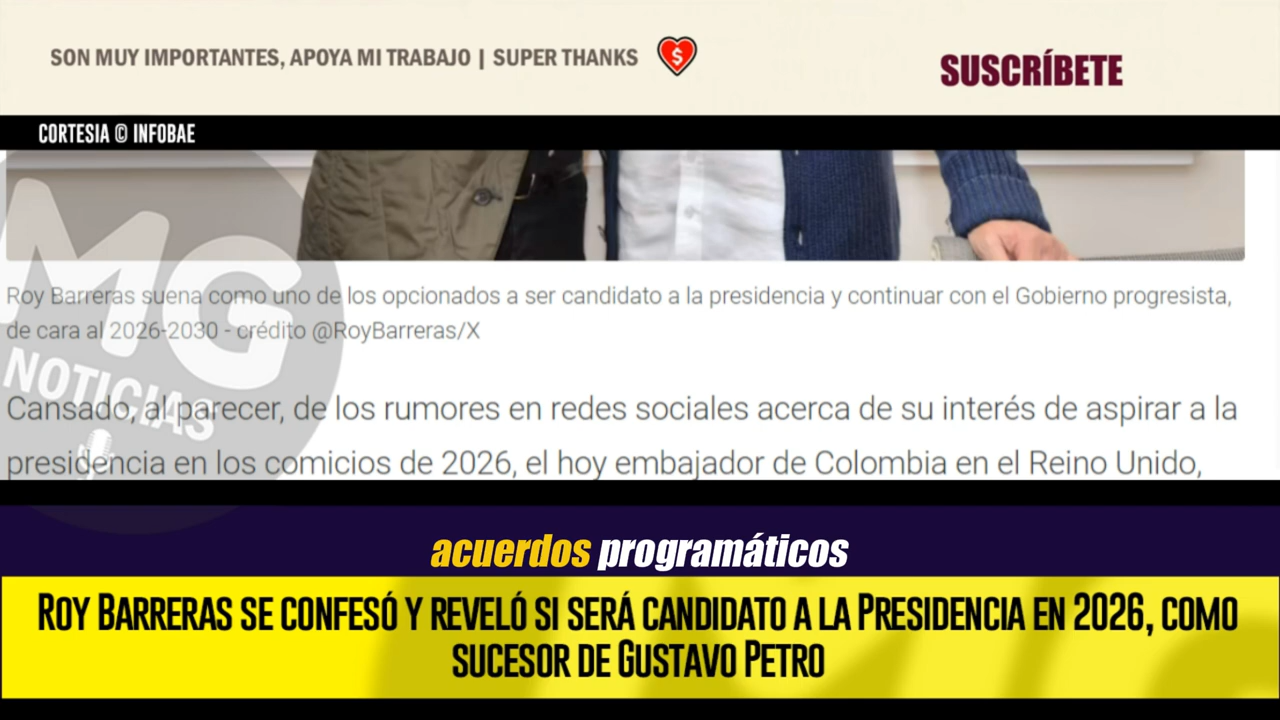 SON MUY IMPORTANTES, APOYA MI TRABAJO | SUPER THANKS
SUSCRÍBETE
CORTESIA © INFOBAE
MG
NOTICIAS
Roy Barreras suena como uno de los opcionados a ser candidato a la presidencia y continuar con el Gobierno progresista,
de cara al 2026-2030 - crédito @RoyBarreras/X
Cansado, al parecer, de los rumores en redes sociales acerca de su interés de aspirar a la
presidencia en los comicios de 2026, el hoy embajador de Colombia en el Reino Unido,
acuerdos programáticos
ROY BARRERAS SE CONFESÓ Y REVELÓ SI SERÁ CANDIDATO A LA PRESIDENCIA EN 2026, COMO
SUCESOR DE GUSTAVO PETRO